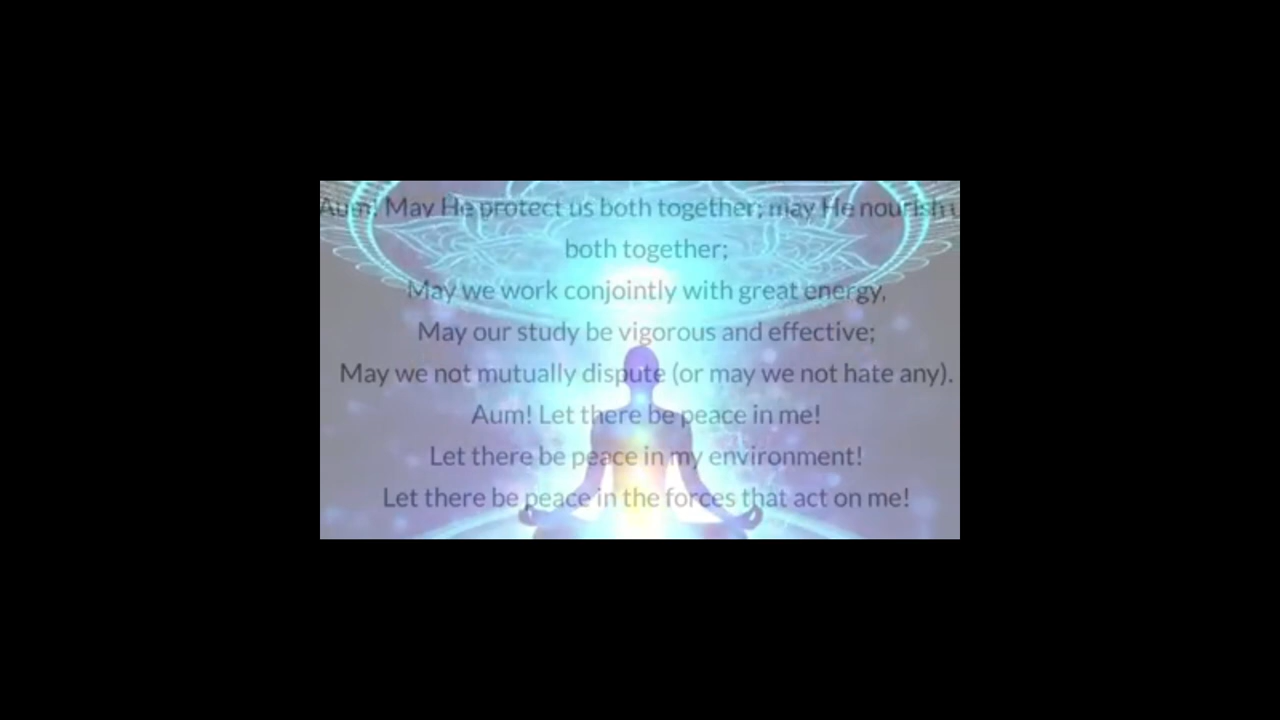 Aum! May He protect us both together; may He nourish
both together;
May we work conjointly with great energy,
May our study be vigorous and effective;
May we not mutually dispute (or may we not hate any).
Aum! Let there be peace in me!
Let there be peace in my environment!
Let there be peace in the forces that act on me!